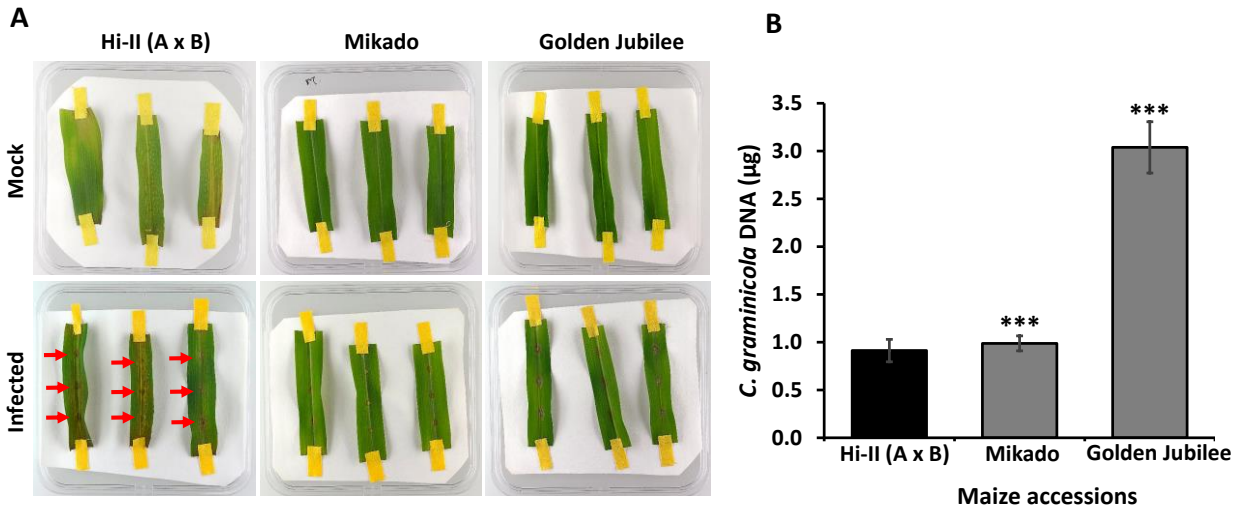 A
Hi-II (A x B)
Mikado
Golden Jubilee
Mock
Infected
B
C. graminicola DNA (µg)
3.5
3.0
2.5
2.0
1.5
1.0
0.5
0.0
***
***
Hi-II (A x B)
Mikado
Golden Jubilee
Maize accessions